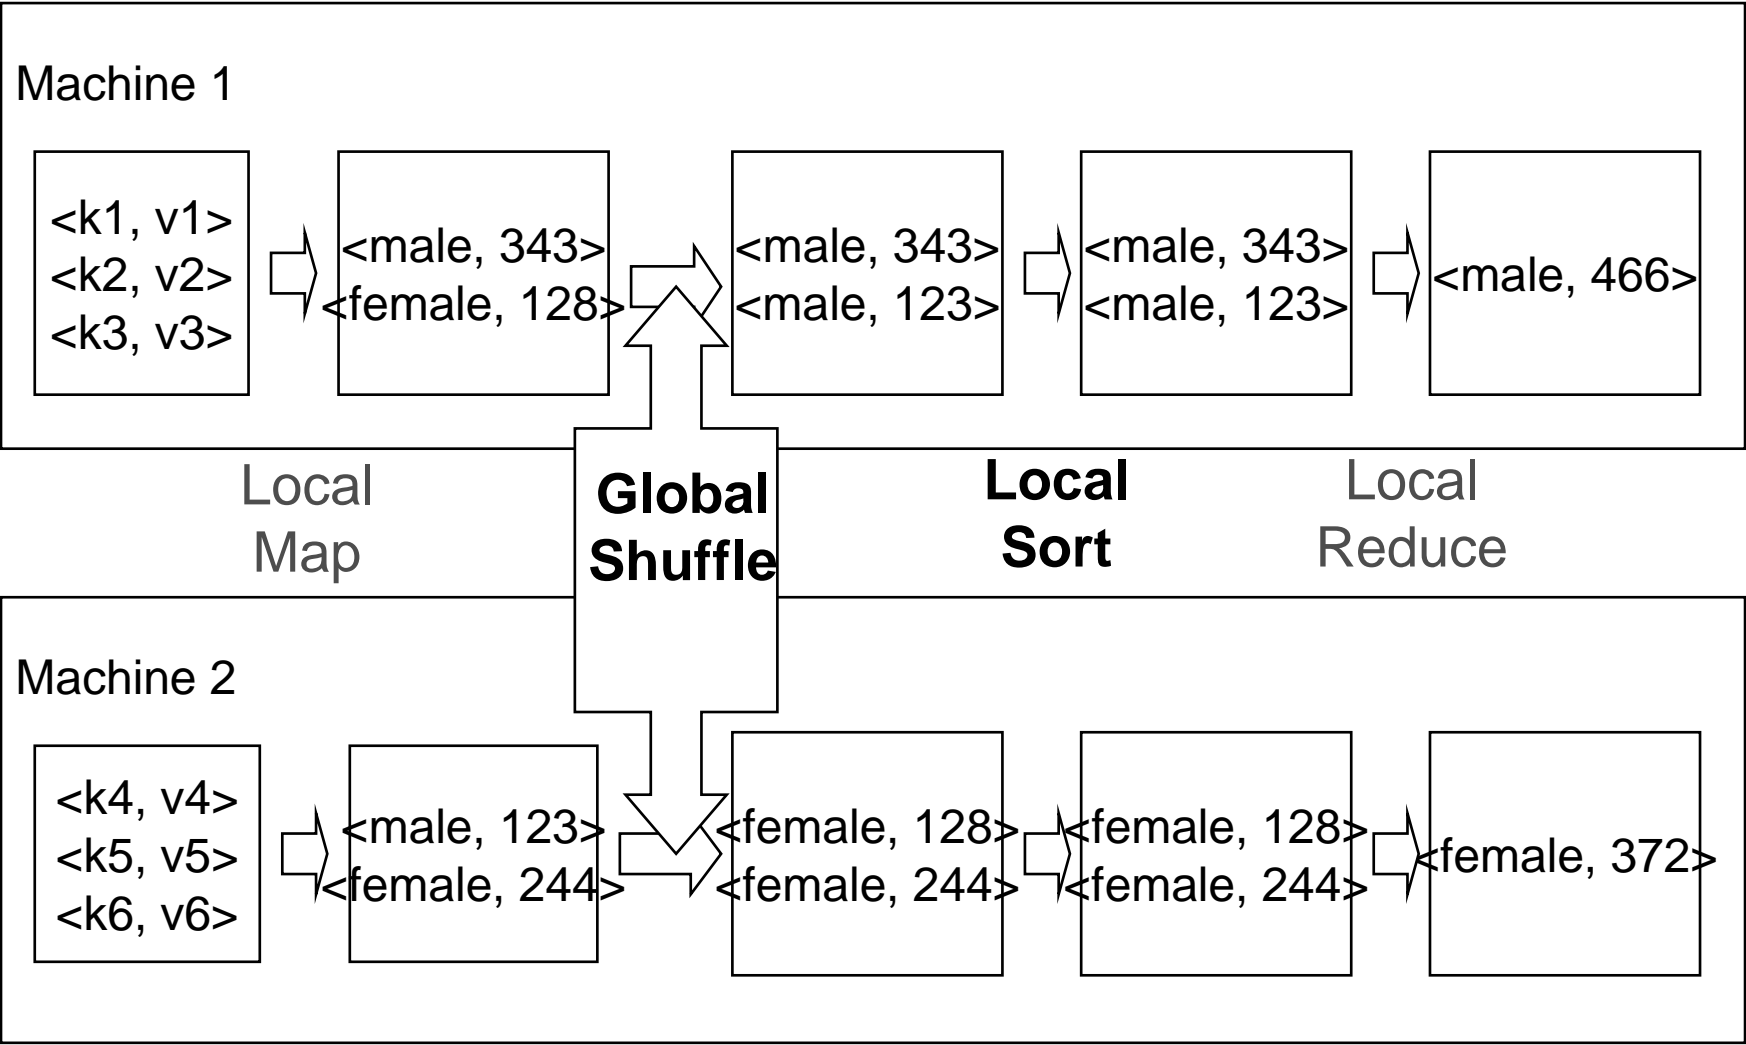 Machine 1
<k1, v1>
<k2, v2>
<k3, v3>
<male, 343>
<female, 128>
<male, 343>
<male, 123>
<male, 343>
<male, 123>
<male, 466>
Local
Map
Global
Shuffle
Local
Sort
Local
Reduce
Machine 2
<k4, v4>
<k5, v5>
<k6, v6>
<male, 123>
<female, 244>
<female, 128>
<female, 244>
<female, 128>
<female, 244>
<female, 372>